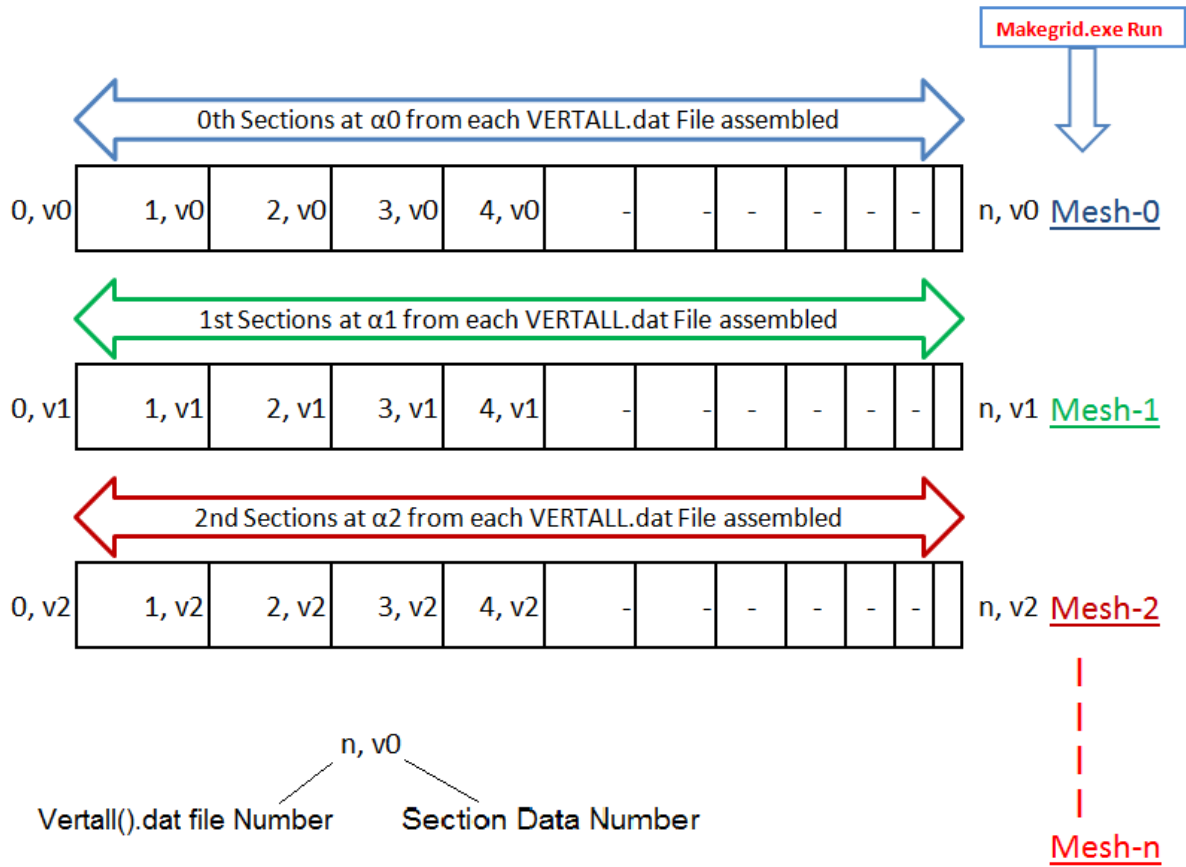 Makegrid.exe Run
0th Sections at α0 from each VERTALL.dat File assembled
0, v0 1, v0 2, v0 3, v0 4, v0 - - - - - - n, v0 Mesh-0
1st Sections at α1 from each VERTALL.dat File assembled
0, v1 1, v1 2, v1 3, v1 4, v1 - - - - - - n, v1 Mesh-1
2nd Sections at α2 from each VERTALL.dat File assembled
0, v2 1, v2 2, v2 3, v2 4, v2 - - - - - - n, v2 Mesh-2
n, v0
Vertall().dat file Number Section Data Number
Mesh-n